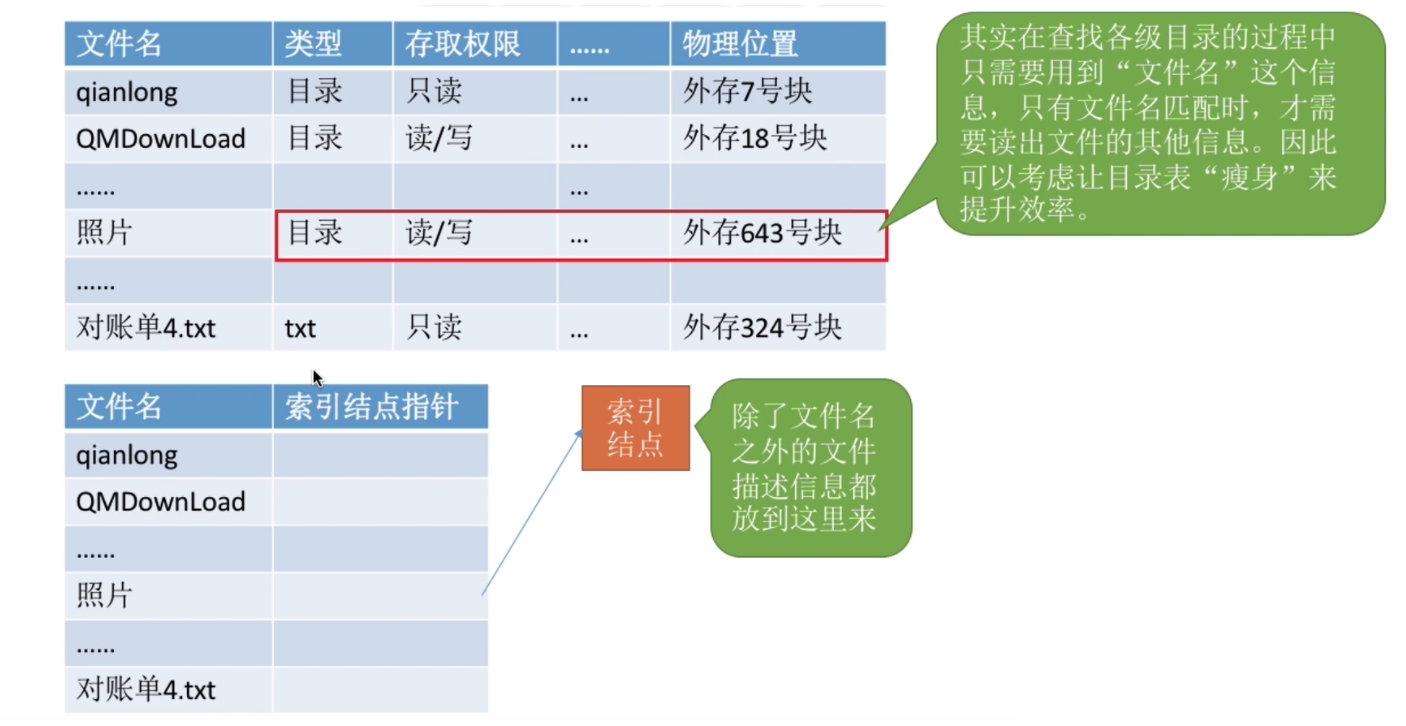 文件名 类型 存取权限 …… 物理位置
qianlong 目录 只读 … 外存7号块
QMDownLoad 目录 读/写 … 外存18号块
…… …
照片 目录 读/写 … 外存643号块
……
对账单4.txt txt 只读 … 外存324号块
其实在查找各级目录的过程中
只需要用到“文件名”这个信
息，只有文件名匹配时，才需
要读出文件的其他信息。因此
可以考虑让目录表“瘦身”来
提升效率。
文件名 索引结点指针
qianlong
QMDownLoad
……
照片
……
对账单4.txt
索引
结点
除了文件名
之外的文件
描述信息都
放到这里来